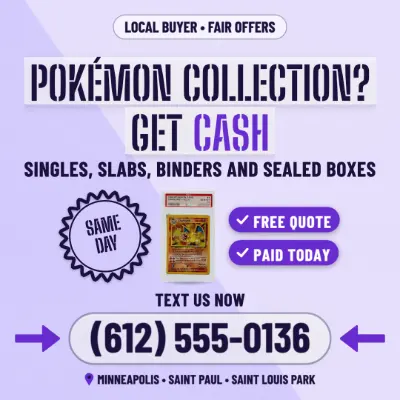 LOCAL BUYER • FAIR OFFERS
POKÉMON COLLECTION?
GET CASH
SINGLES, SLABS, BINDERS AND SEALED BOXES
SAME
DAY
FREE QUOTE
PAID TODAY
TEXT US NOW
(612) 555-0136
MINNEAPOLIS • SAINT PAUL • SAINT LOUIS PARK